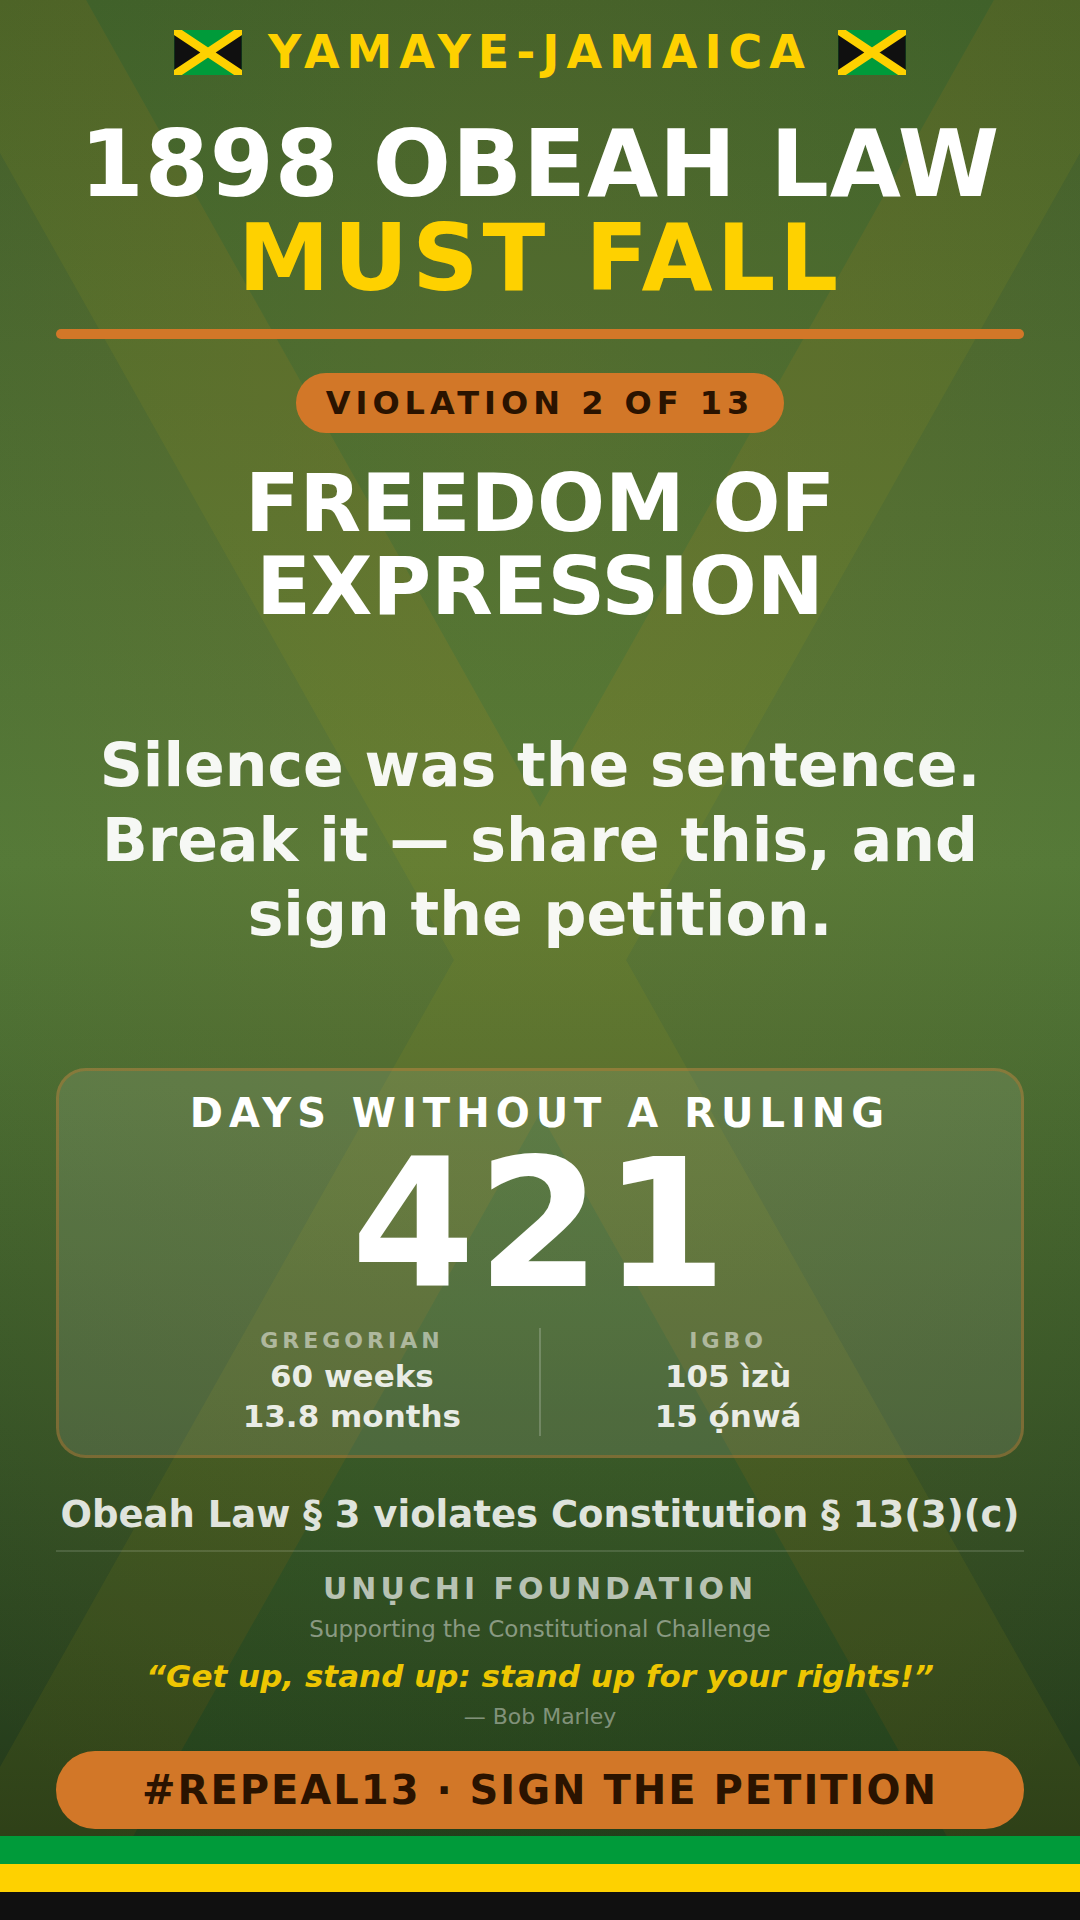 YAMAYE-JAMAICA
1898 OBEAH LAW
MUST FALL
VIOLATION 2 OF 13
FREEDOM OF
EXPRESSION
Silence was the sentence.
Break it — share this, and
sign the petition.
DAYS WITHOUT A RULING
421
GREGORIAN
60 weeks
13.8 months
IGBO
105 ìzù
15 ọ́nwá
Obeah Law § 3 violates Constitution § 13(3)(c)
UNỤCHI FOUNDATION
Supporting the Constitutional Challenge
“Get up, stand up: stand up for your rights!”
— Bob Marley
#REPEAL13 · SIGN THE PETITION